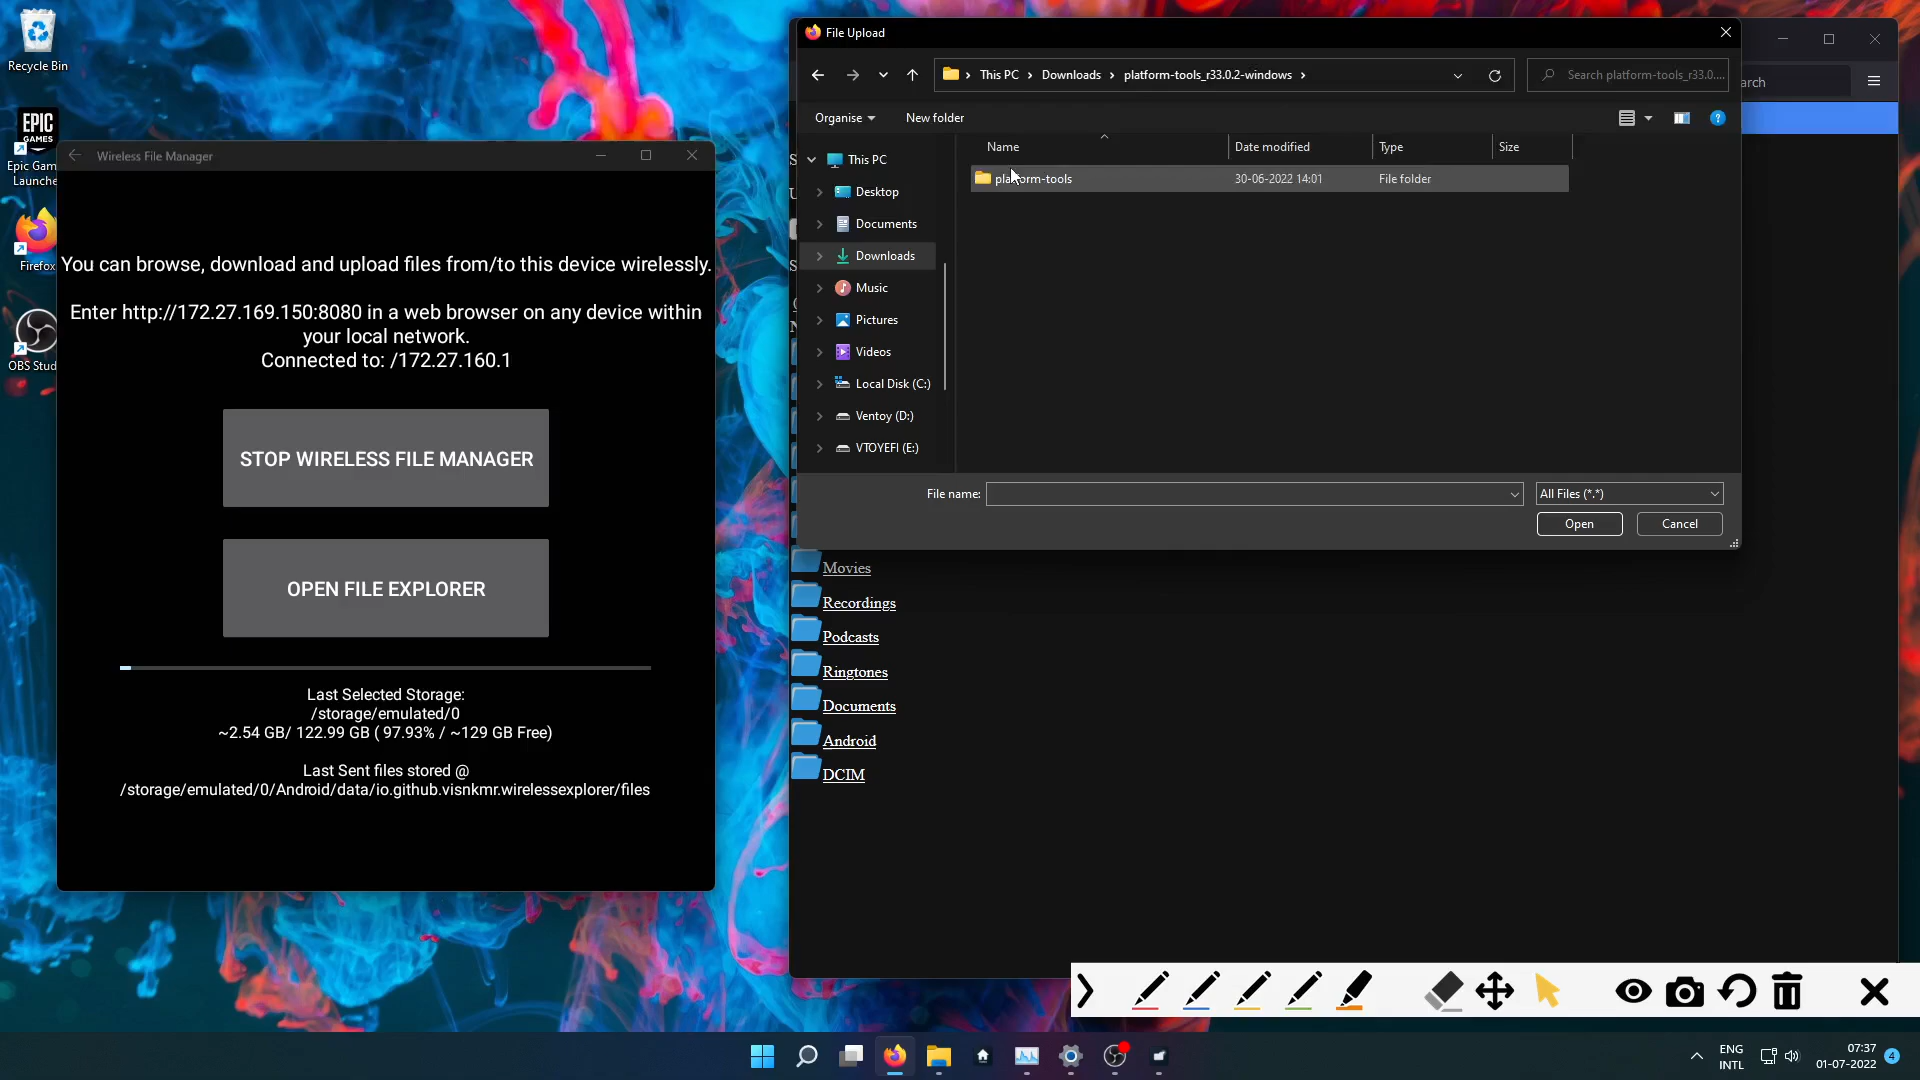 Recycle Bin
EPIC
GAMES
Epic Gam
Launche
Firefox
OBS Stud
Wireless File Manager
You can browse, download and upload files from/to this device wirelessly.
Enter http://172.27.169.150:8080 in a web browser on any device within
your local network.
Connected to: /172.27.160.1
STOP WIRELESS FILE MANAGER
OPEN FILE EXPLORER
Last Selected Storage:
/storage/emulated/0
~2.54 GB/ 122.99 GB ( 97.93% / ~129 GB Free)
Last Sent files stored @
/storage/emulated/0/Android/data/io.github.visnkmr.wirelessexplorer/files
File Upload
This PC > Downloads > platform-tools_r33.0.2-windows >
Search platform-tools_r33.0....
arch
Organise
New folder
Name Date modified Type Size
platform-tools 30-06-2022 14:01 File folder
This PC
Desktop
Documents
Downloads
Music
Pictures
Videos
Local Disk (C:)
Ventoy (D:)
VTOYEFI (E:)
File name:
All Files (*.*)
Open
Cancel
Movies
Recordings
Podcasts
Ringtones
Documents
Android
DCIM
ENG
INTL
07:37
01-07-2022
4